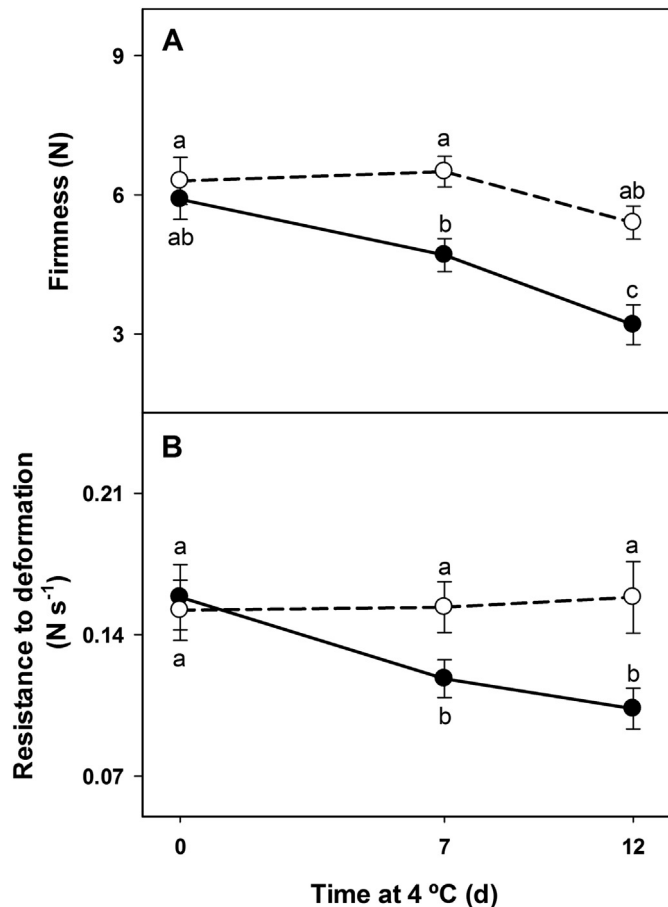 A
9
a
a
6
ab
ab
b
c
3
Firmness (N)
B
0.21
a
a
a
0.14
a
b
b
0.07
Resistance to deformation
(N s-1)
0
7
12
Time at 4 ºC (d)